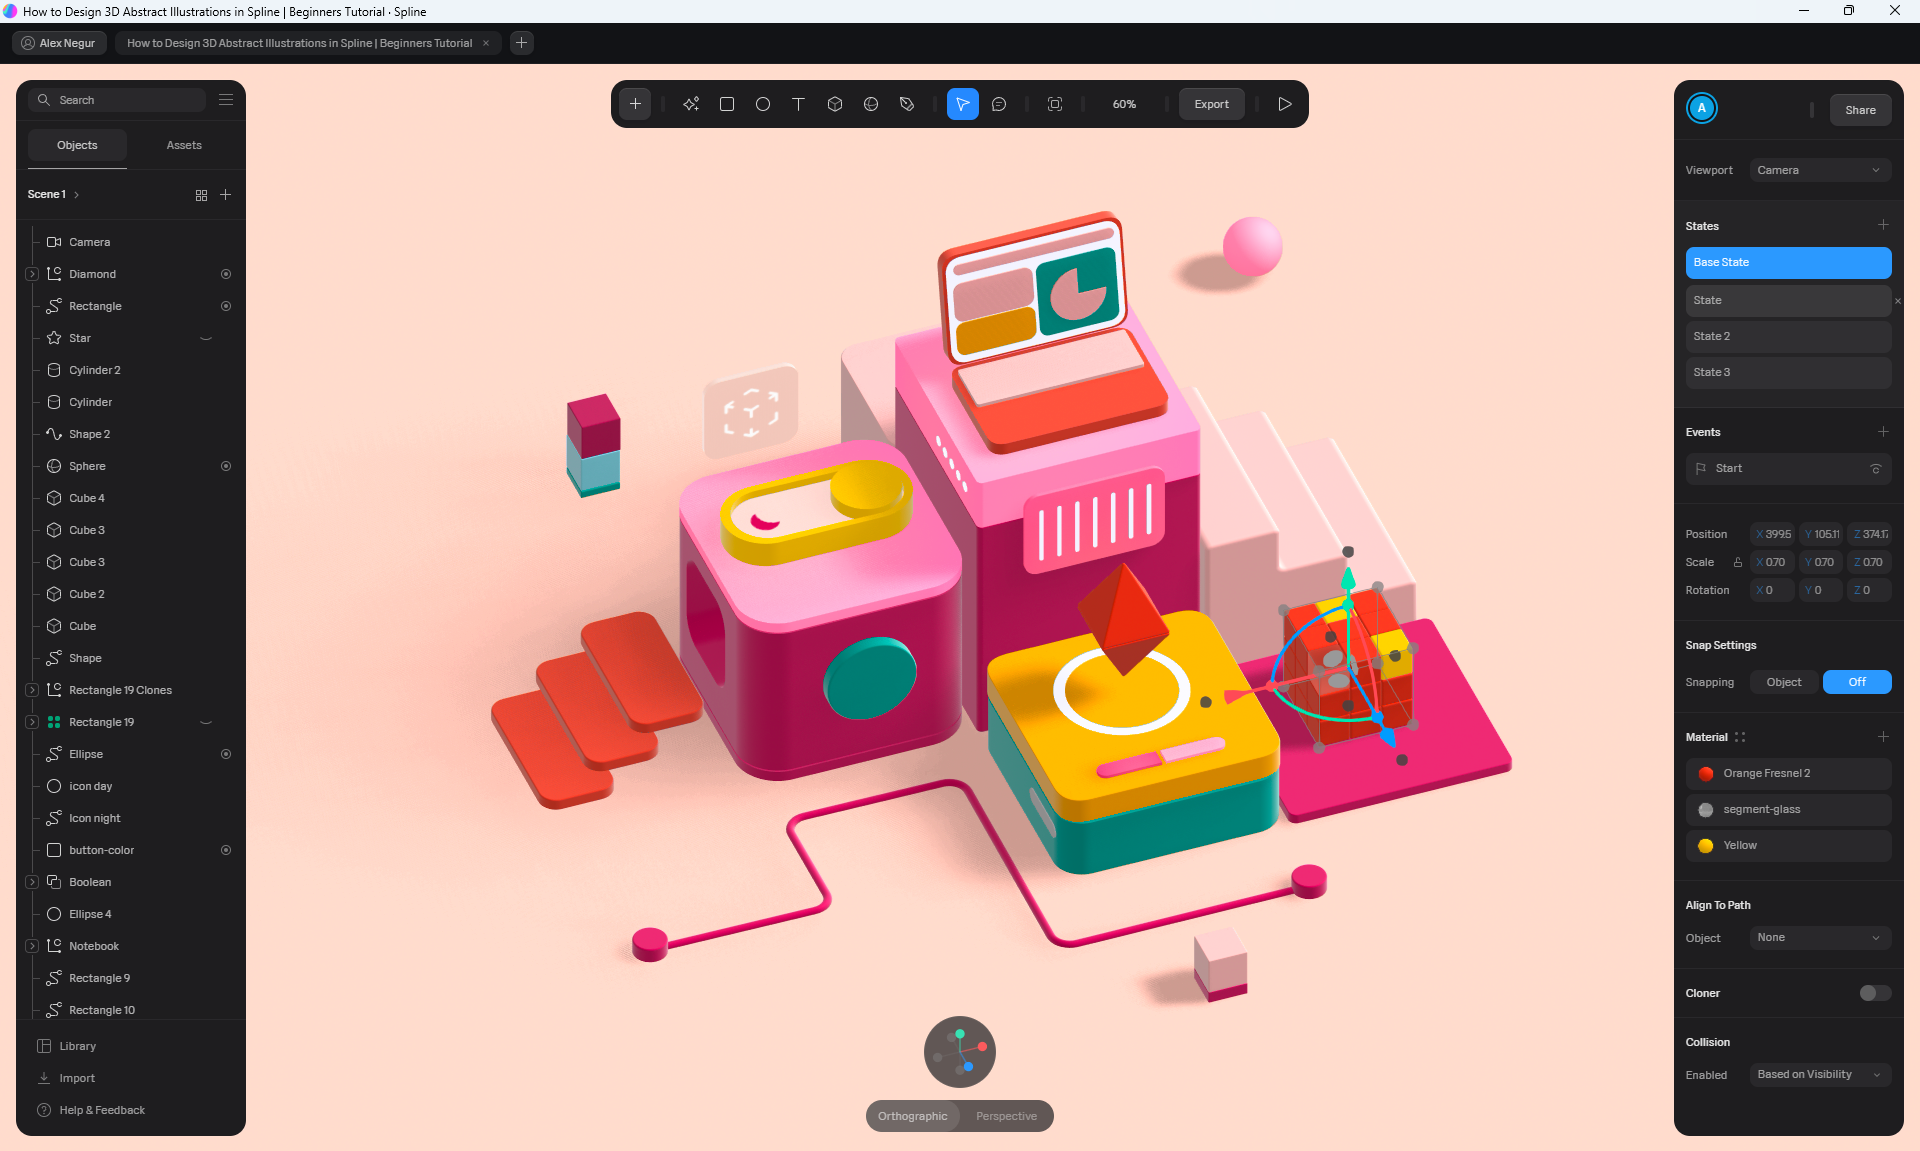 How to Design 3D Abstract Illustrations in Spline | Beginners Tutorial · Spline
Alex Negur
How to Design 3D Abstract Illustrations in Spline | Beginners Tutorial
Search
Objects
Assets
Scene 1
Camera
Diamond
Rectangle
Star
Cylinder 2
Cylinder
Shape 2
Sphere
Cube 4
Cube 3
Cube 3
Cube 2
Cube
Shape
Rectangle 19 Clones
Rectangle 19
Ellipse
icon day
Icon night
button-color
Boolean
Ellipse 4
Notebook
Rectangle 9
Rectangle 10
Library
Import
Help & Feedback
60%
Export
Orthographic
Perspective
A
Share
Viewport
Camera
States
Base State
State
State 2
State 3
Events
Start
Position
X 399.5
Y 105.11
Z 374.17
Scale
X 0.70
Y 0.70
Z 0.70
Rotation
X 0
Y 0
Z 0
Snap Settings
Snapping
Object
Off
Material
Orange Fresnel 2
segment-glass
Yellow
Align To Path
Object
None
Cloner
Collision
Enabled
Based on Visibility